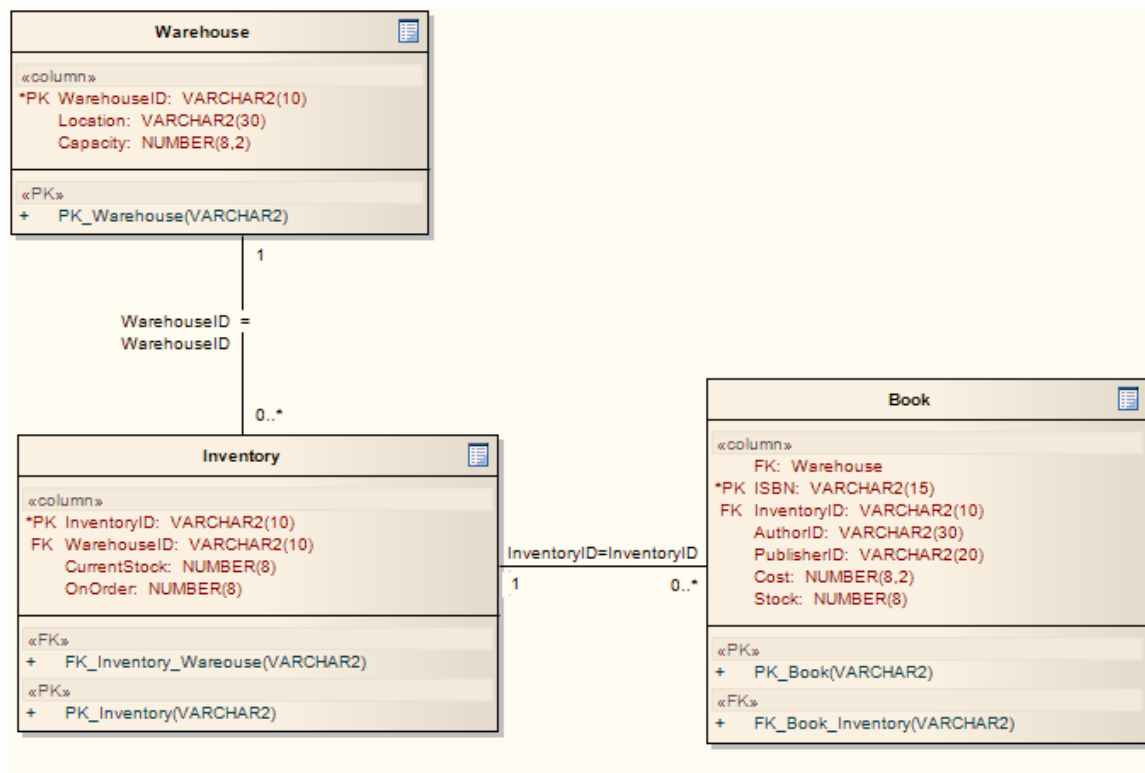 Warehouse
«column»
*PK WarehouseID: VARCHAR2(10)
Location: VARCHAR2(30)
Capacity: NUMBER(8,2)
«PK»
+ PK_Warehouse(VARCHAR2)
1
WarehouseID =
WarehouseID
0..*
Inventory
«column»
*PK InventoryID: VARCHAR2(10)
FK WarehouseID: VARCHAR2(10)
CurrentStock: NUMBER(8)
OnOrder: NUMBER(8)
«FK»
+ FK_Inventory_Wareouse(VARCHAR2)
«PK»
+ PK_Inventory(VARCHAR2)
InventoryID=InventoryID
1 0..*
Book
«column»
FK: Warehouse
*PK ISBN: VARCHAR2(15)
FK InventoryID: VARCHAR2(10)
AuthorID: VARCHAR2(30)
PublisherID: VARCHAR2(20)
Cost: NUMBER(8,2)
Stock: NUMBER(8)
«PK»
+ PK_Book(VARCHAR2)
«FK»
+ FK_Book_Inventory(VARCHAR2)